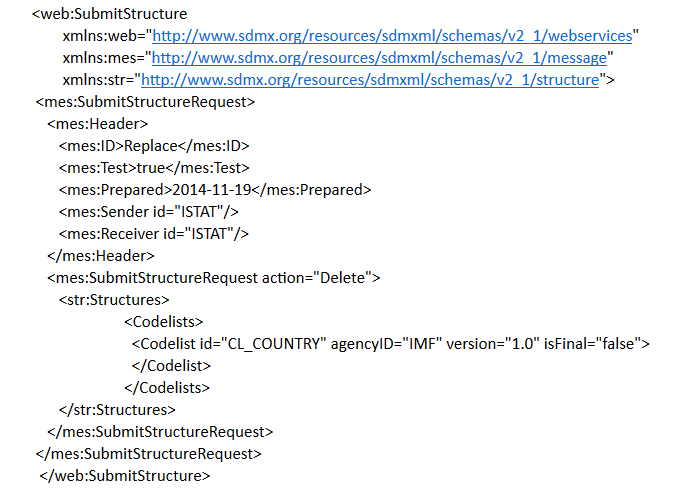 <web:SubmitStructure
xmlns:web="http://www.sdmx.org/resources/sdmxml/schemas/v2_1/webservices"
xmlns:mes="http://www.sdmx.org/resources/sdmxml/schemas/v2_1/message"
xmlns:str="http://www.sdmx.org/resources/sdmxml/schemas/v2_1/structure">
<mes:SubmitStructureRequest>
<mes:Header>
<mes:ID>Replace</mes:ID>
<mes:Test>true</mes:Test>
<mes:Prepared>2014-11-19</mes:Prepared>
<mes:Sender id="ISTAT"/>
<mes:Receiver id="ISTAT"/>
</mes:Header>
<mes:SubmitStructureRequest action="Delete">
<str:Structures>
<Codelists>
<Codelist id="CL_COUNTRY" agencyID="IMF" version="1.0" isFinal="false">
</Codelist>
</Codelists>
</str:Structures>
</mes:SubmitStructureRequest>
</mes:SubmitStructureRequest>
</web:SubmitStructure>